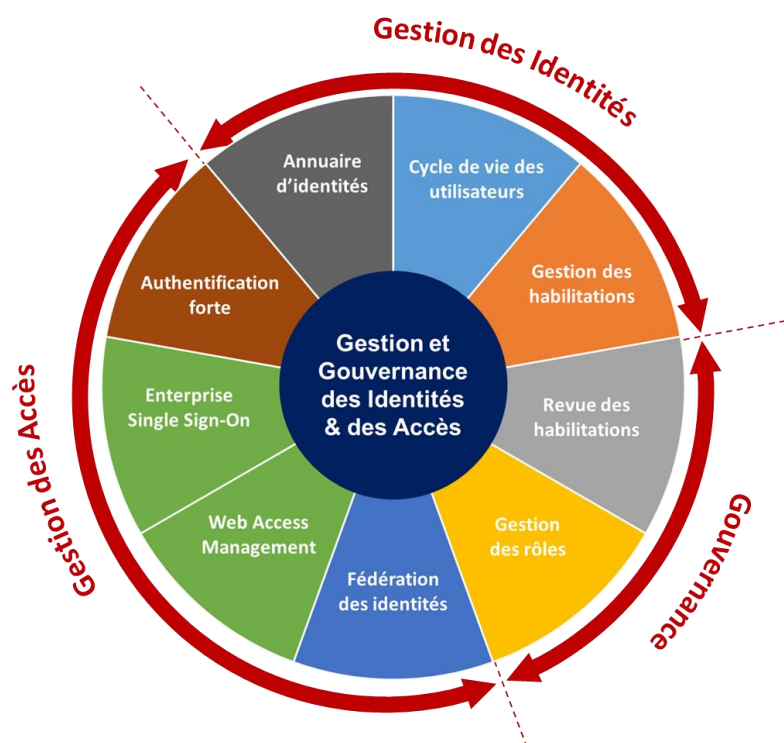 Gestion des Identités
Annuaire
d’identités
Cycle de vie des
utilisateurs
Gestion des
habilitations
Authentification
forte
Gestion et
Gouvernance
des Identités
& des Accès
Enterprise
Single Sign-On
Revue des
habilitations
Gestion des Accès
Web Access
Management
Gestion
des rôles
Gouvernance
Fédération
des identités